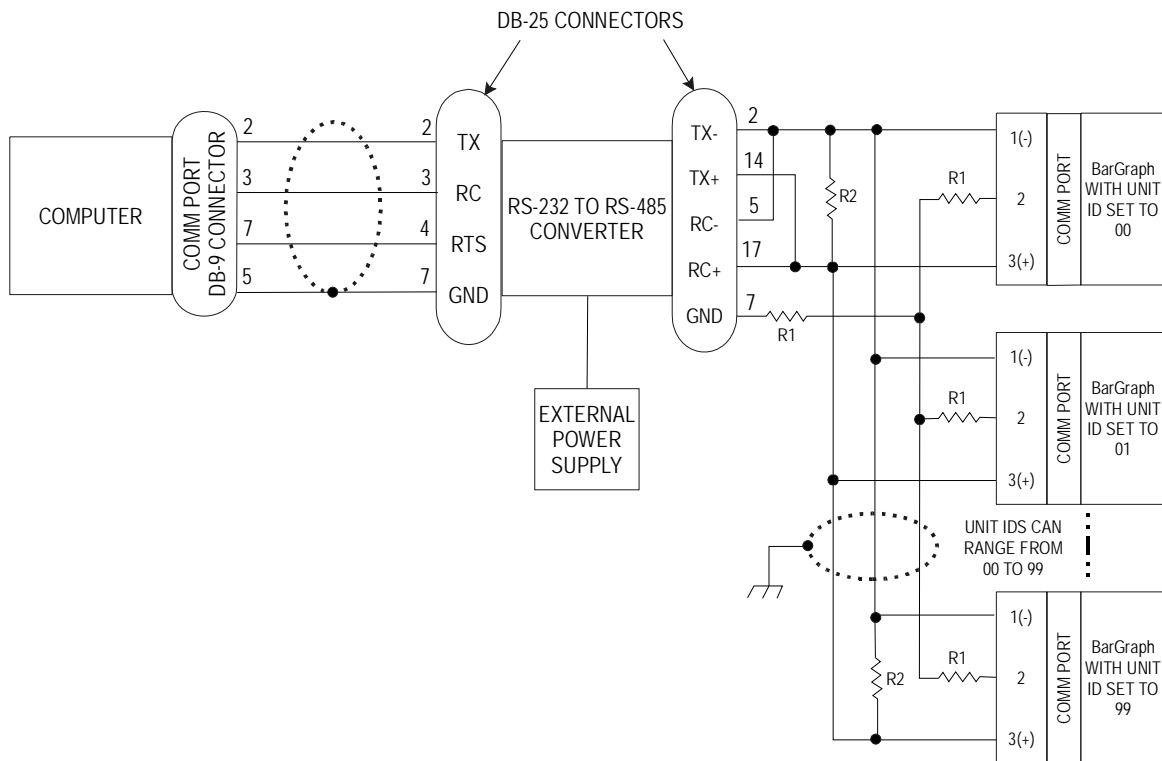 DB-25 CONNECTORS
COMPUTER
COMM PORT
DB-9 CONNECTOR
2
3
7
5
2
3
4
7
TX
RC
RTS
GND
RS-232 TO RS-485
CONVERTER
EXTERNAL
POWER
SUPPLY
TX-
TX+
RC-
RC+
GND
2
14
5
17
7
R1
R2
R1
1(-)
2
3(+)
COMM PORT
BarGraph
WITH UNIT
ID SET TO
00
R1
1(-)
2
3(+)
COMM PORT
BarGraph
WITH UNIT
ID SET TO
01
UNIT IDS CAN
RANGE FROM
00 TO 99
R2
R1
1(-)
2
3(+)
COMM PORT
BarGraph
WITH UNIT
ID SET TO
99